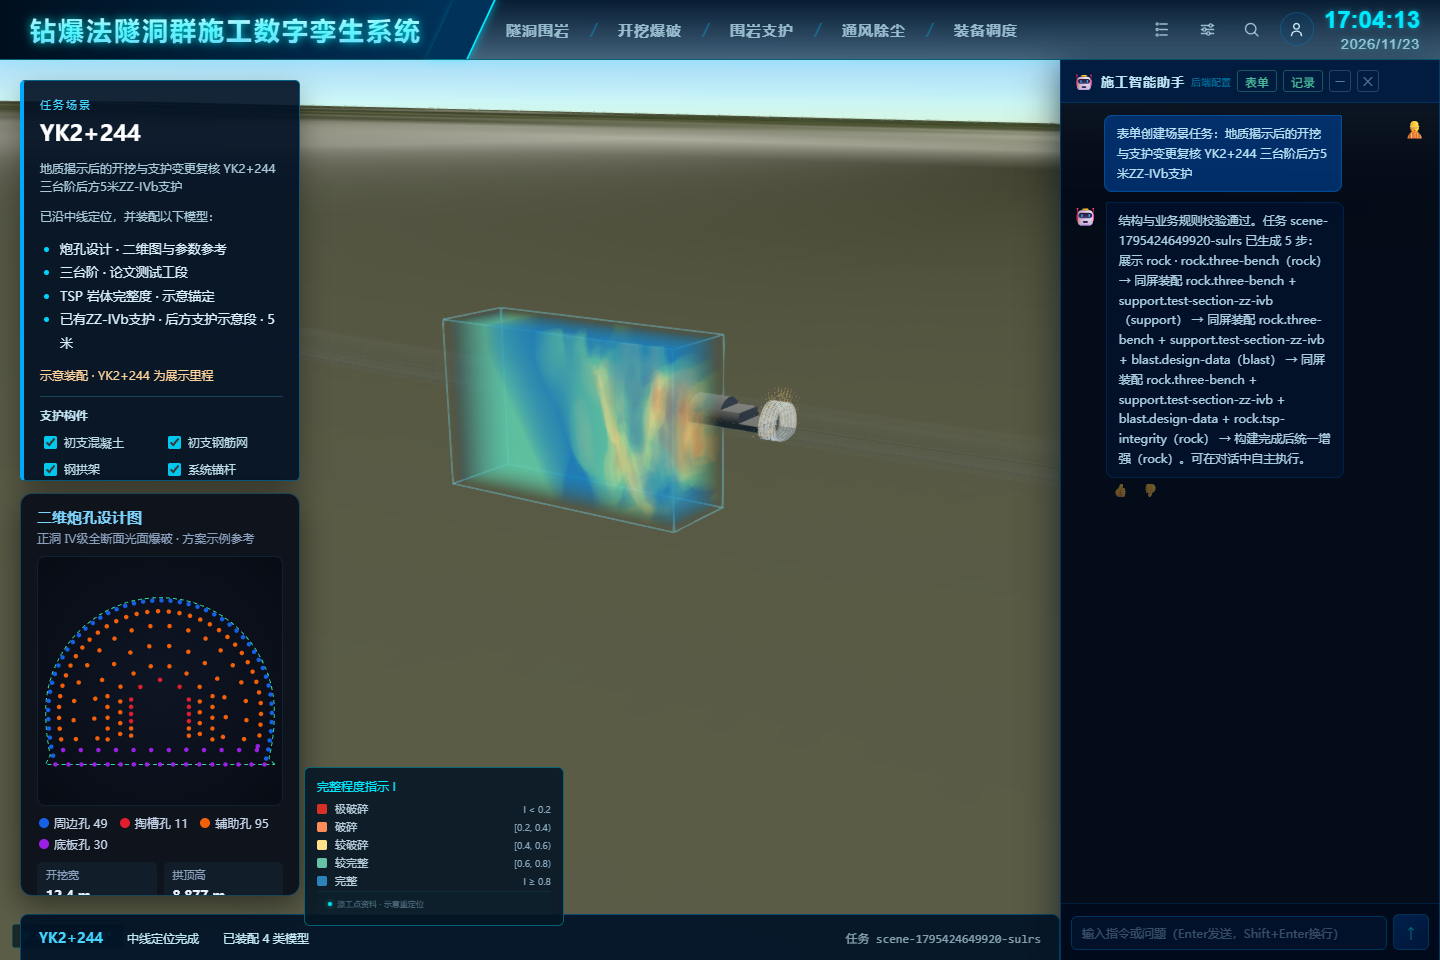 钻爆法隧洞群施工数字孪生系统
隧洞围岩 / 开挖爆破 / 围岩支护 / 通风除尘 / 装备调度
17:04:13
2026/11/23
任务场景
YK2+244
地质揭示后的开挖与支护变更复核 YK2+244
三台阶后方5米ZZ-IVb支护
已沿中线定位，并装配以下模型：
炮孔设计 · 二维图与参数参考
三台阶 · 论文测试工段
TSP 岩体完整度 · 示意锚定
已有ZZ-IVb支护 · 后方支护示意段 · 5
米
示意装配 · YK2+244 为展示里程
支护构件
初支混凝土 初支钢筋网
钢拱架 系统锚杆
二维炮孔设计图
正洞 IV级全断面光面爆破 · 方案示例参考
周边孔 49 掏槽孔 11 辅助孔 95
底板孔 30
开挖宽 拱顶高
12.4 m 8.877 m
完整程度指示 I
极破碎 I < 0.2
破碎 [0.2, 0.4)
较破碎 [0.4, 0.6)
较完整 [0.6, 0.8)
完整 I ≥ 0.8
源工点资料 · 示意重定位
YK2+244 中线定位完成 已装配 4 类模型 任务 scene-1795424649920-sulrs
施工智能助手 后端配置 表单 记录
表单创建场景任务：地质揭示后的开挖
与支护变更复核 YK2+244 三台阶后方5
米ZZ-IVb支护
结构与业务规则校验通过。任务 scene-
1795424649920-sulrs 已生成 5 步：
展示 rock · rock.three-bench（rock）
→ 同屏装配 rock.three-bench +
support.test-section-zz-ivb
（support） → 同屏装配 rock.three-
bench + support.test-section-zz-ivb
+ blast.design-data（blast） → 同屏
装配 rock.three-bench +
support.test-section-zz-ivb +
blast.design-data + rock.tsp-
integrity（rock） → 构建完成后统一增
强（rock）。可在对话中自主执行。
输入指令或问题（Enter发送，Shift+Enter换行）